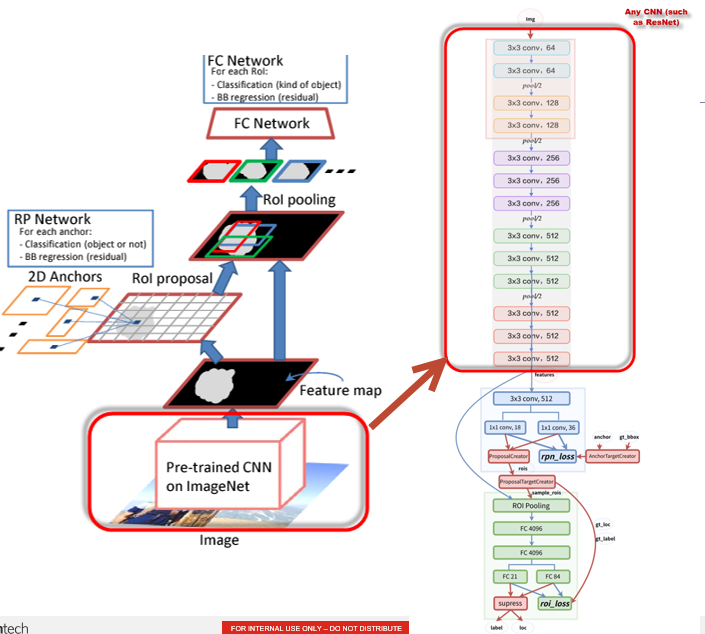 FC Network
For each RoI:
- Classification (kind of object)
- BB regression (residual)
FC Network
RoI pooling
RP Network
For each anchor:
- Classification (object or not)
- BB regression (residual)
2D Anchors
RoI proposal
Feature map
Pre-trained CNN
on ImageNet
Image
Any CNN (such
as ResNet)
img
3x3 conv, 64
3x3 conv, 64
pool/2
3x3 conv, 128
3x3 conv, 128
pool/2
3x3 conv, 256
3x3 conv, 256
3x3 conv, 256
pool/2
3x3 conv, 512
3x3 conv, 512
3x3 conv, 512
pool/2
3x3 conv, 512
3x3 conv, 512
3x3 conv, 512
features
3x3 conv, 512
1x1 conv, 18
1x1 conv, 36
anchor
gt_bbox
ProposalCreator
rpn_loss
AnchorTargetCreator
rois
ProposalTargetCreator
sample_rois
ROI Pooling
gt_loc
FC 4096
gt_label
FC 4096
FC 21
FC 84
supress
roi_loss
label
loc
ntech
FOR INTERNAL USE ONLY – DO NOT DISTRIBUTE